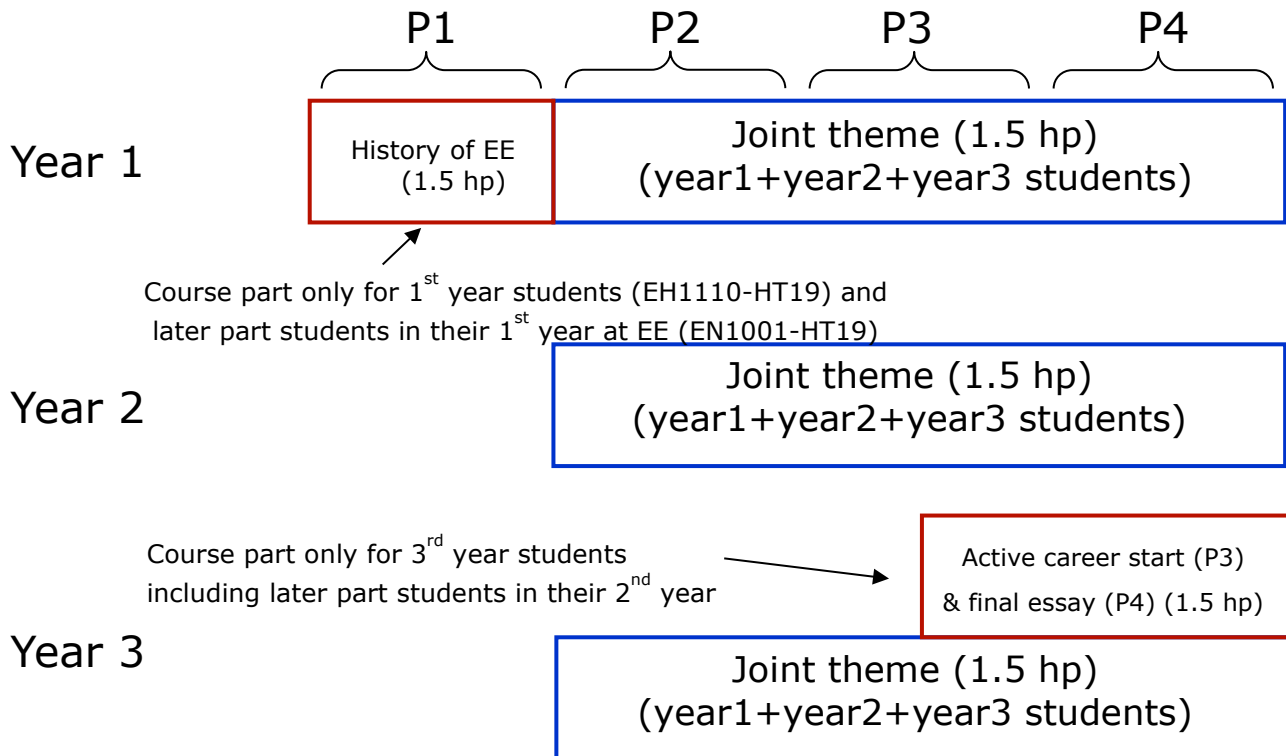 P1 P2 P3 P4
Year 1
History of EE
(1.5 hp)
Joint theme (1.5 hp)
(year1+year2+year3 students)
Course part only for 1st year students (EH1110-HT19) and
later part students in their 1st year at EE (EN1001-HT19)
Year 2
Joint theme (1.5 hp)
(year1+year2+year3 students)
Course part only for 3rd year students
including later part students in their 2nd year
Active career start (P3)
& final essay (P4) (1.5 hp)
Year 3
Joint theme (1.5 hp)
(year1+year2+year3 students)